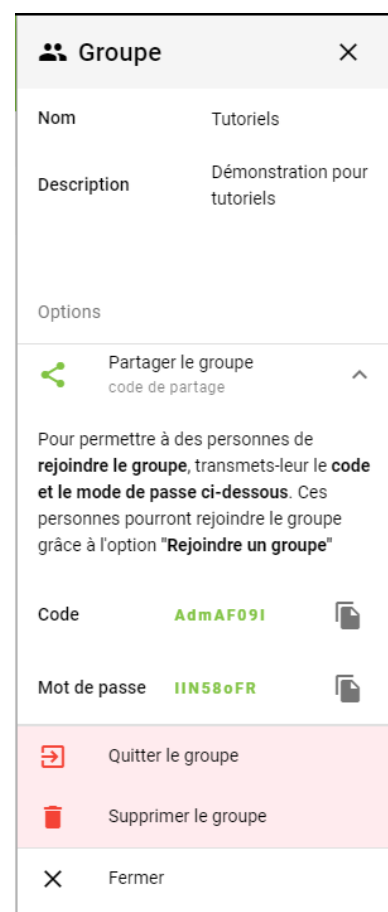 Groupe
Nom Tutoriels
Description Démonstration pour
tutoriels
Options
Partager le groupe
code de partage
Pour permettre à des personnes de
rejoindre le groupe, transmets-leur le code
et le mode de passe ci-dessous. Ces
personnes pourront rejoindre le groupe
grâce à l'option "Rejoindre un groupe"
Code AdmAF09I
Mot de passe IIN58oFR
Quitter le groupe
Supprimer le groupe
Fermer